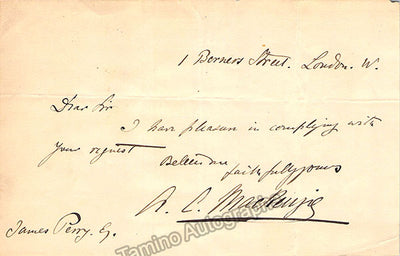 1 Berners Street. London. W.
Dear Sir
I have pleasure in complying with
your request
Believe me
faithfully yours
A. C. Mackenzie
James Perry. Esq.
Tamino Autographs